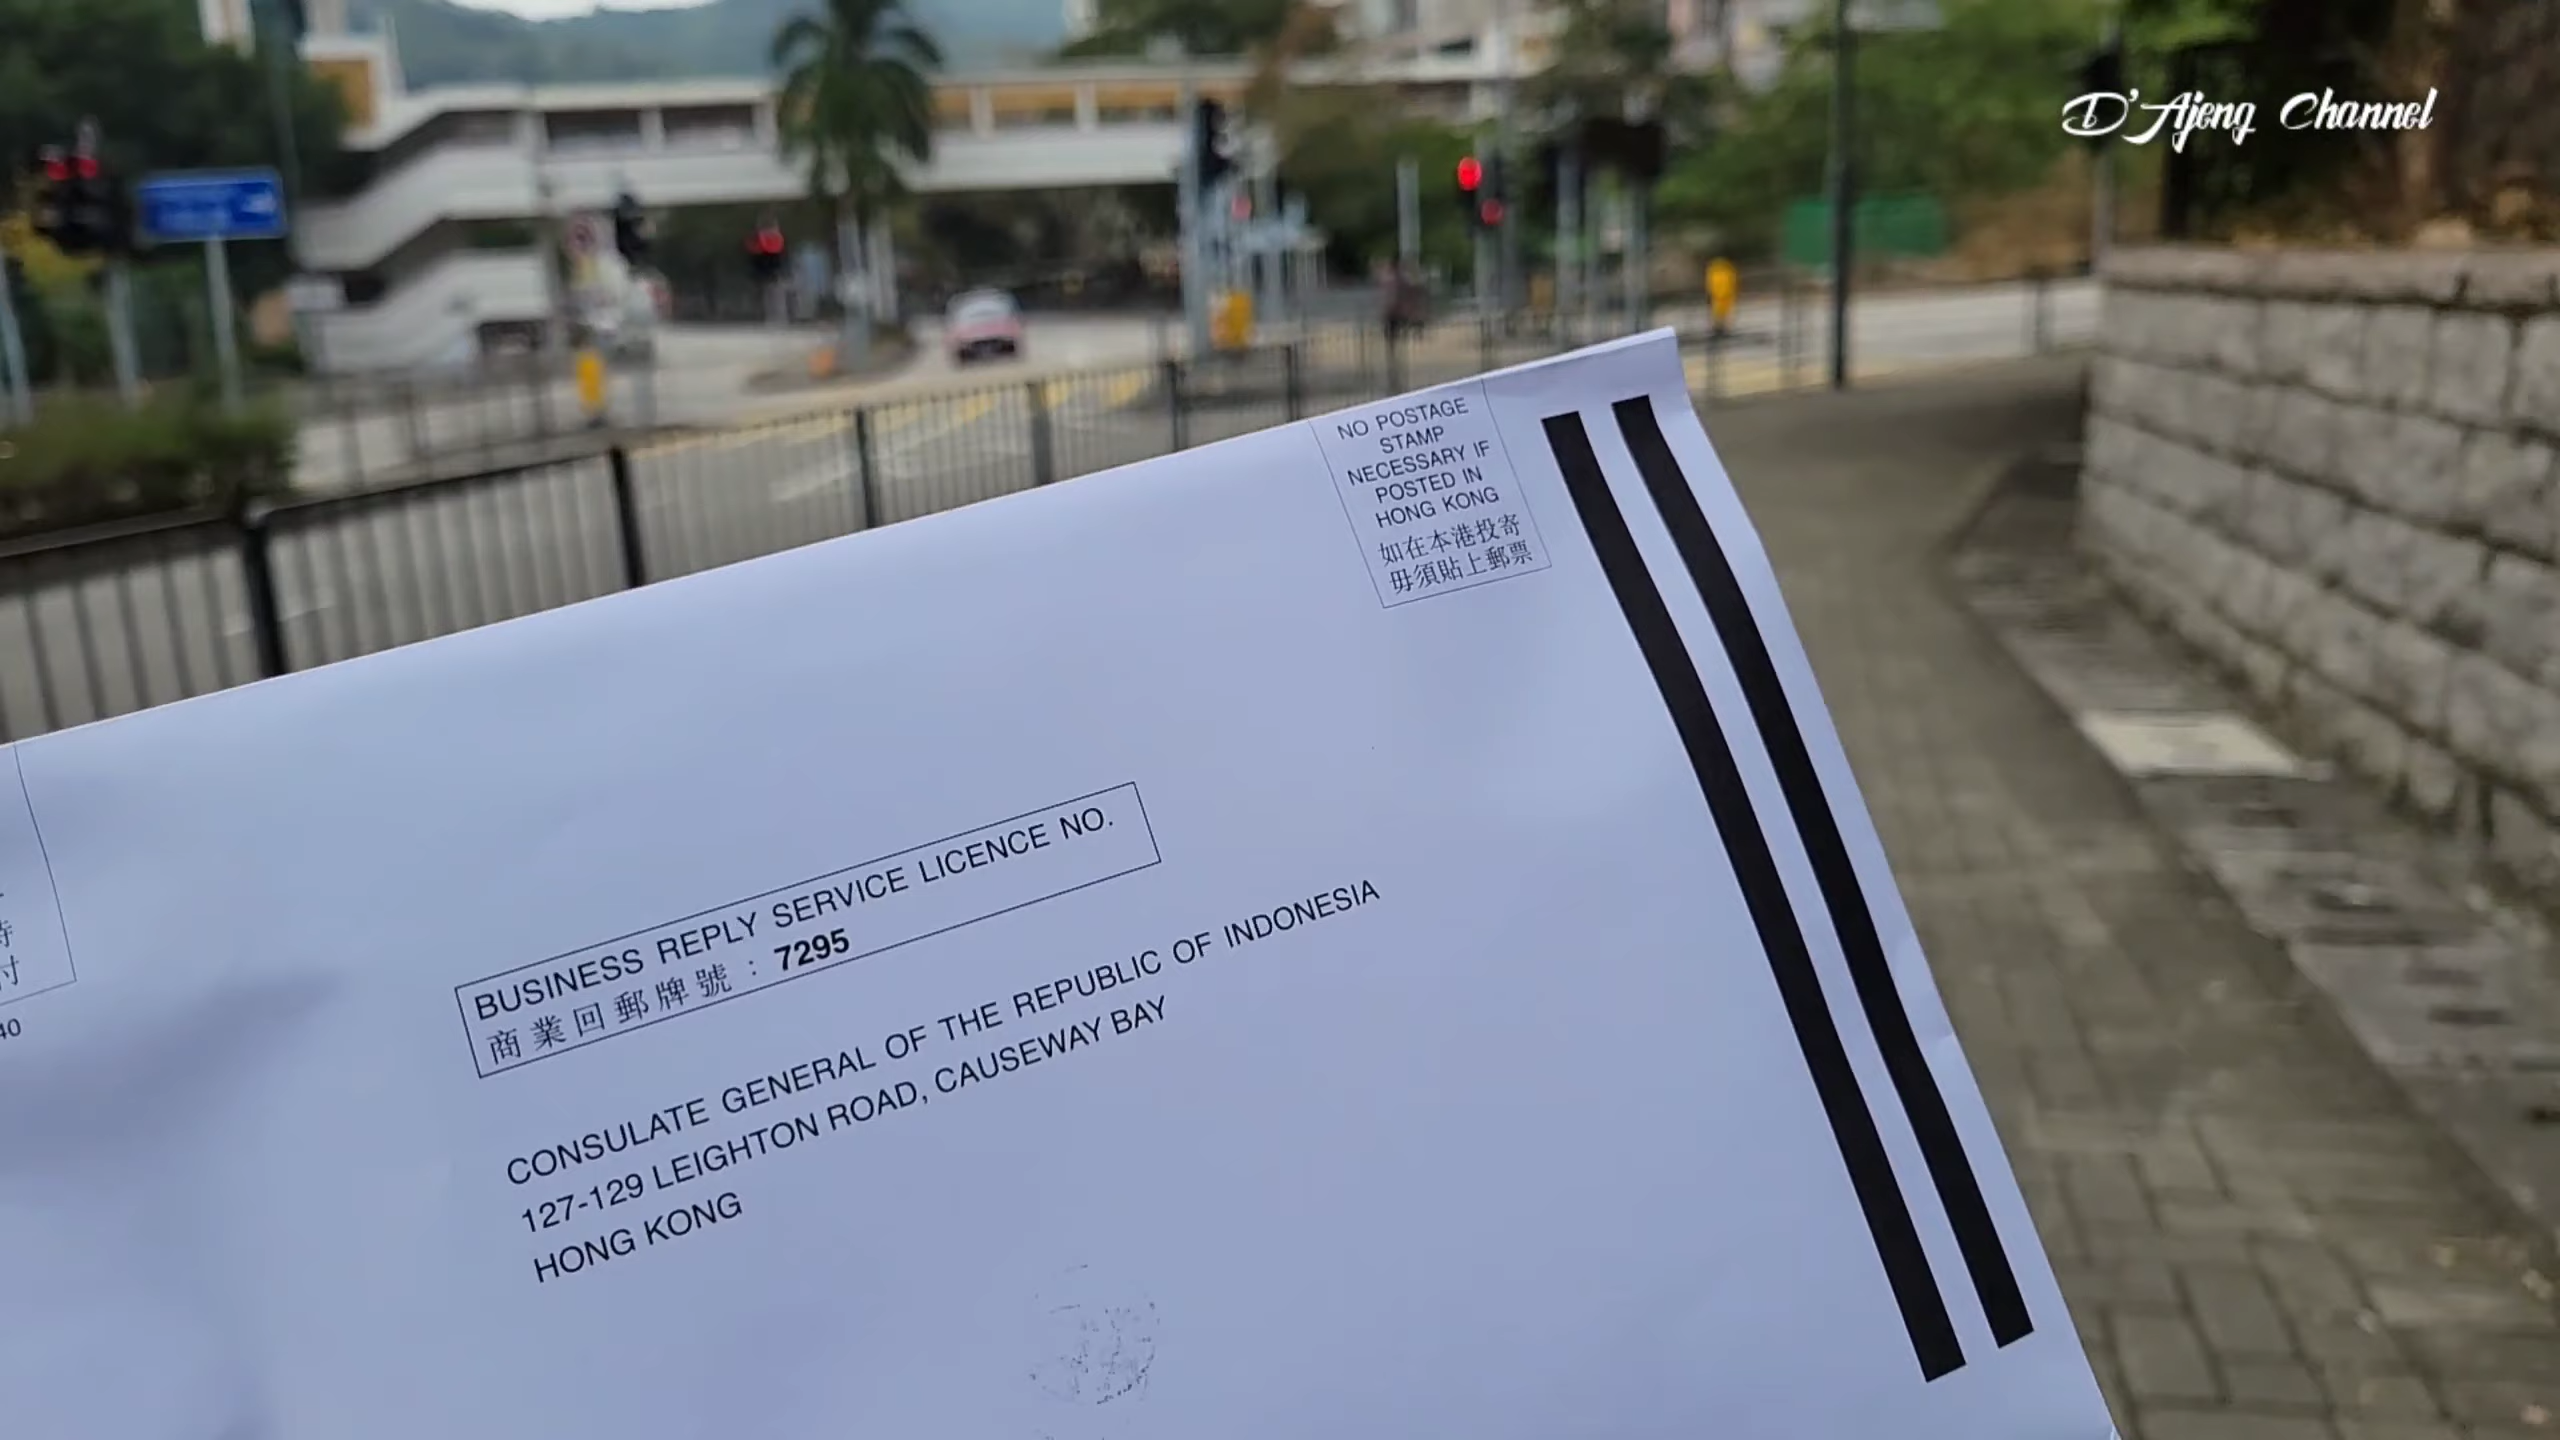 D'Ajeng Channel
NO POSTAGE
STAMP
NECESSARY IF
POSTED IN
HONG KONG
如在本港投寄
毋須貼上郵票
BUSINESS REPLY SERVICE LICENCE NO.
商業回郵牌號：7295
CONSULATE GENERAL OF THE REPUBLIC OF INDONESIA
127-129 LEIGHTON ROAD, CAUSEWAY BAY
HONG KONG
付
40